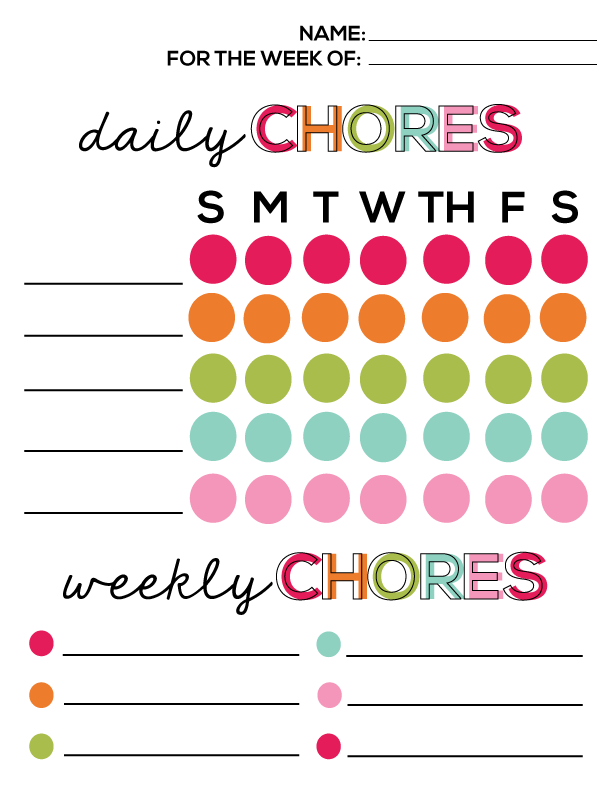 NAME:
FOR THE WEEK OF:
daily CHORES
S M T W TH F S
weekly CHORES